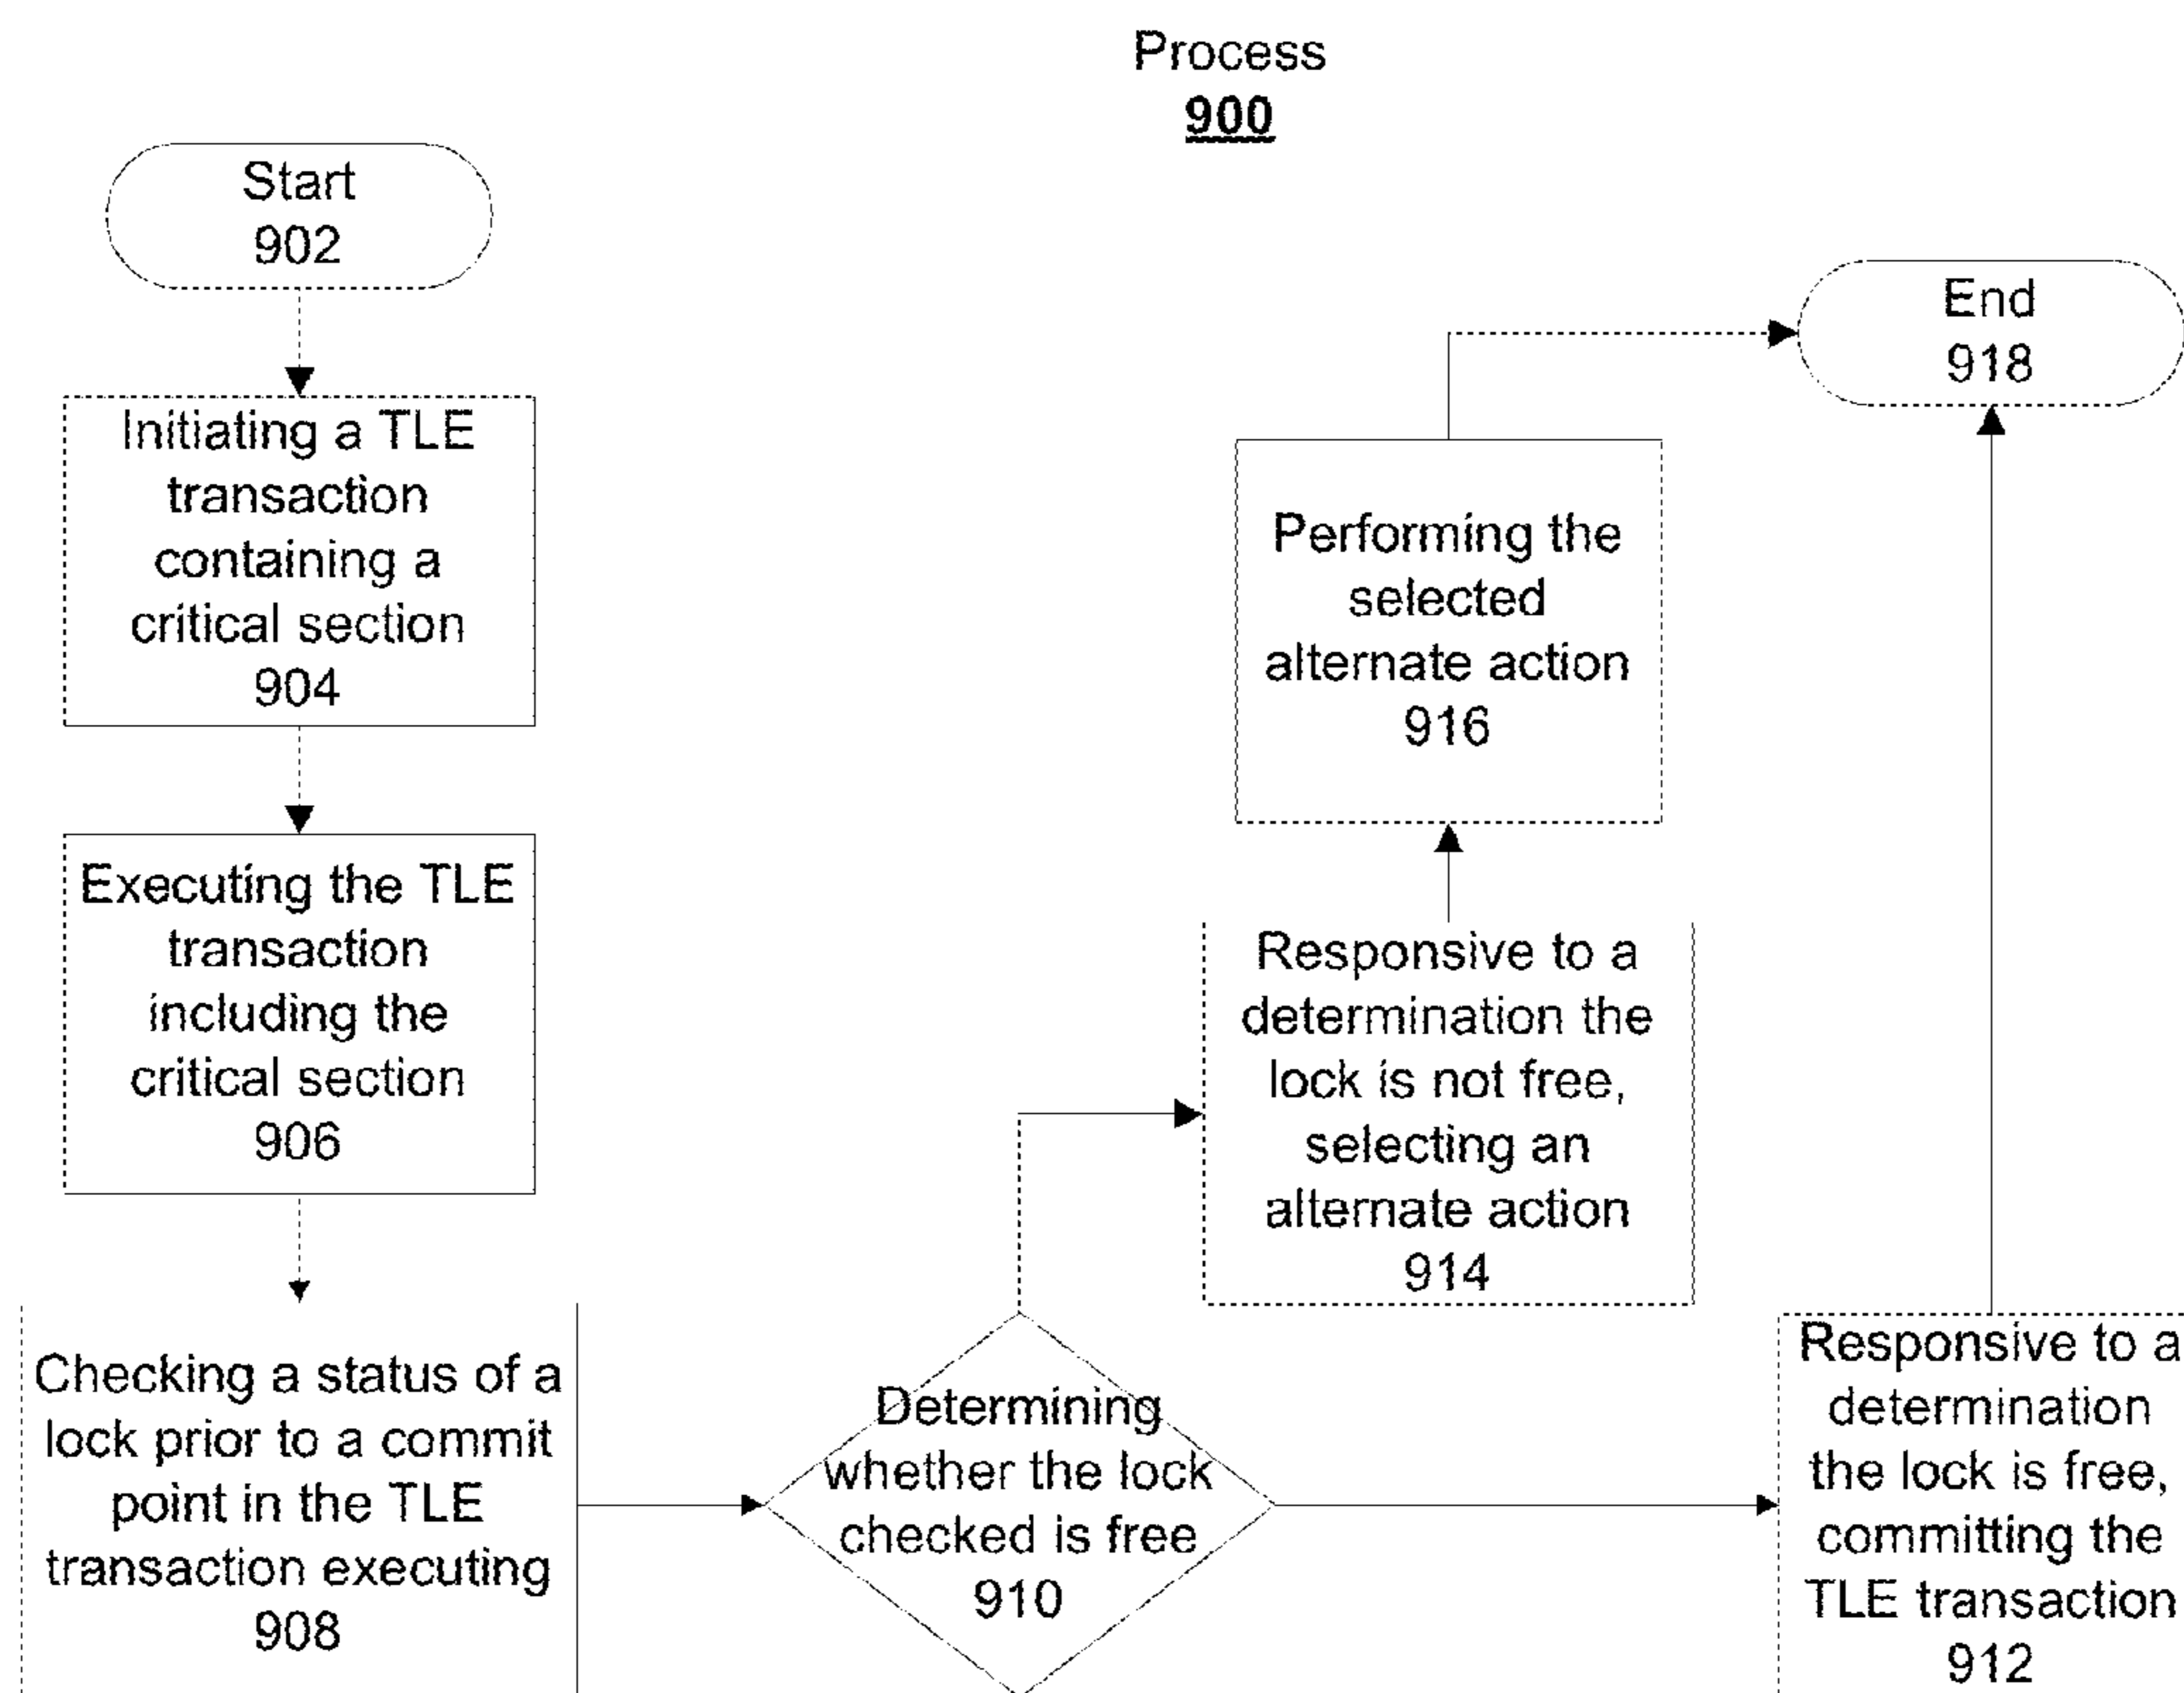 Process
900
Start
902
Initiating a TLE
transaction
containing a
critical section
904
Executing the TLE
transaction
including the
critical section
906
Checking a status of a
lock prior to a commit
point in the TLE
transaction executing
908
Determining
whether the lock
checked is free
910
Responsive to a
determination the
lock is not free,
selecting an
alternate action
914
Performing the
selected
alternate action
916
Responsive to a
determination
the lock is free,
committing the
TLE transaction
912
End
918